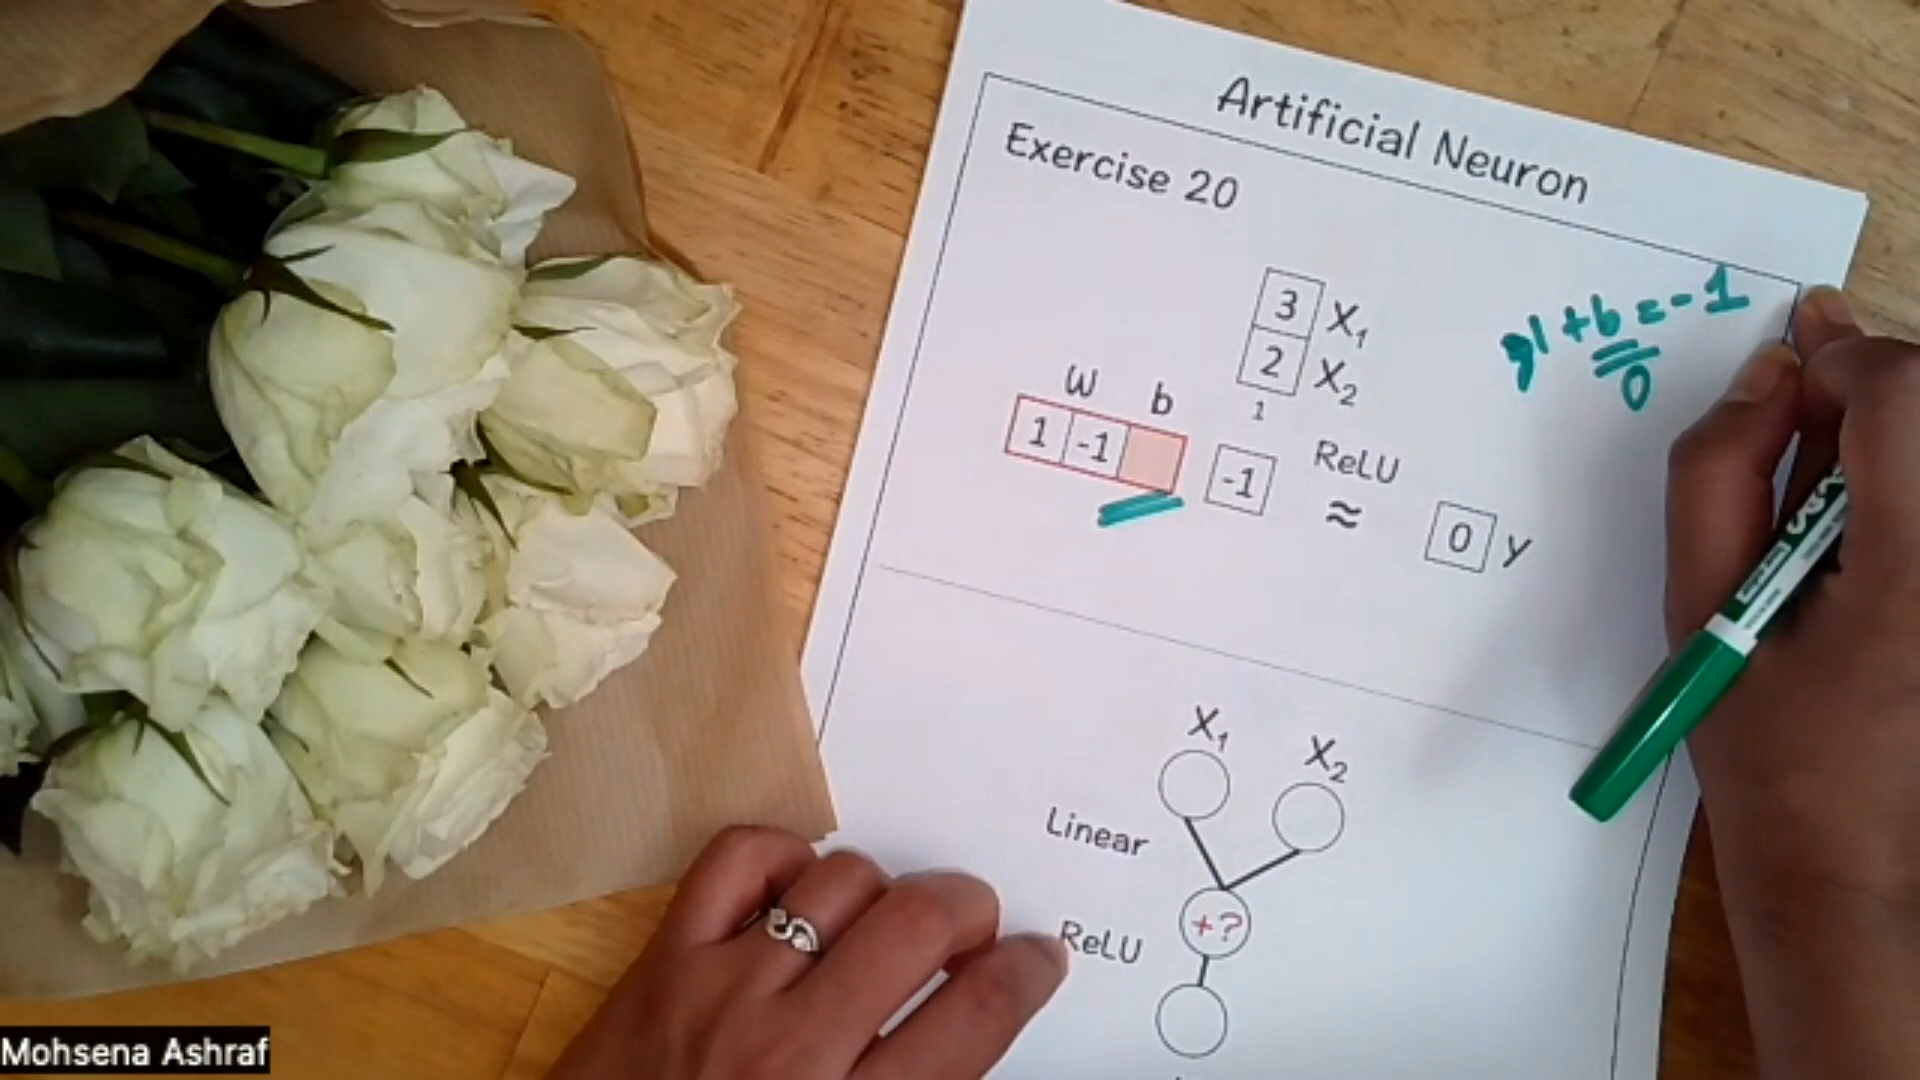 Artificial Neuron
Exercise 20
3 X₁
2 X₂
1
+b=-1
0
W b
1 -1
-1
ReLU
≈
0 y
X₁ X₂
Linear
+?
ReLU
Mohsena Ashraf